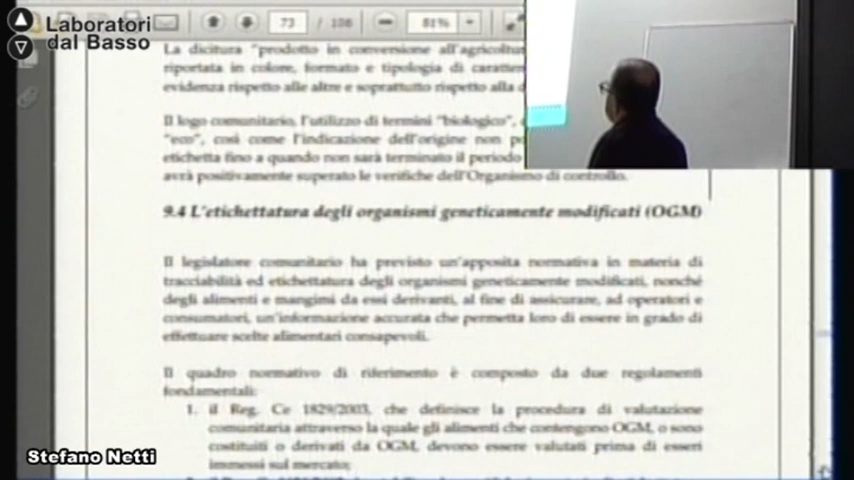 Laboratori
dal Basso
73 / 108
81%
La dicitura "prodotto in conversione all'agricoltu
riportata in colore, formato e tipologia di caratter
evidenza rispetto alle altre e soprattutto rispetto alla
Il logo comunitario, l'utilizzo di termini "biologico",
"eco", così come l'indicazione dell'origine non
etichetta fino a quando non sarà terminato il periodo
avrà positivamente superato le verifiche dell'Organismo di controllo.
9.4 L'etichettatura degli organismi geneticamente modificati (OGM)
Il legislatore comunitario ha previsto un'apposita normativa in materia di
tracciabilità ed etichettatura degli organismi geneticamente modificati, nonché
degli alimenti e mangimi da essi derivanti, al fine di assicurare, ad operatori e
consumatori, un'informazione accurata che permetta loro di essere in grado di
effettuare scelte alimentari consapevoli.
Il quadro normativo di riferimento è composto da due regolamenti
fondamentali:
1. il Reg. Ce 1829/2003, che definisce la procedura di valutazione
comunitaria attraverso la quale gli alimenti che contengono OGM, o sono
costituiti o derivati da OGM, devono essere valutati prima di esseri
immessi sul mercato;
Stefano Netti